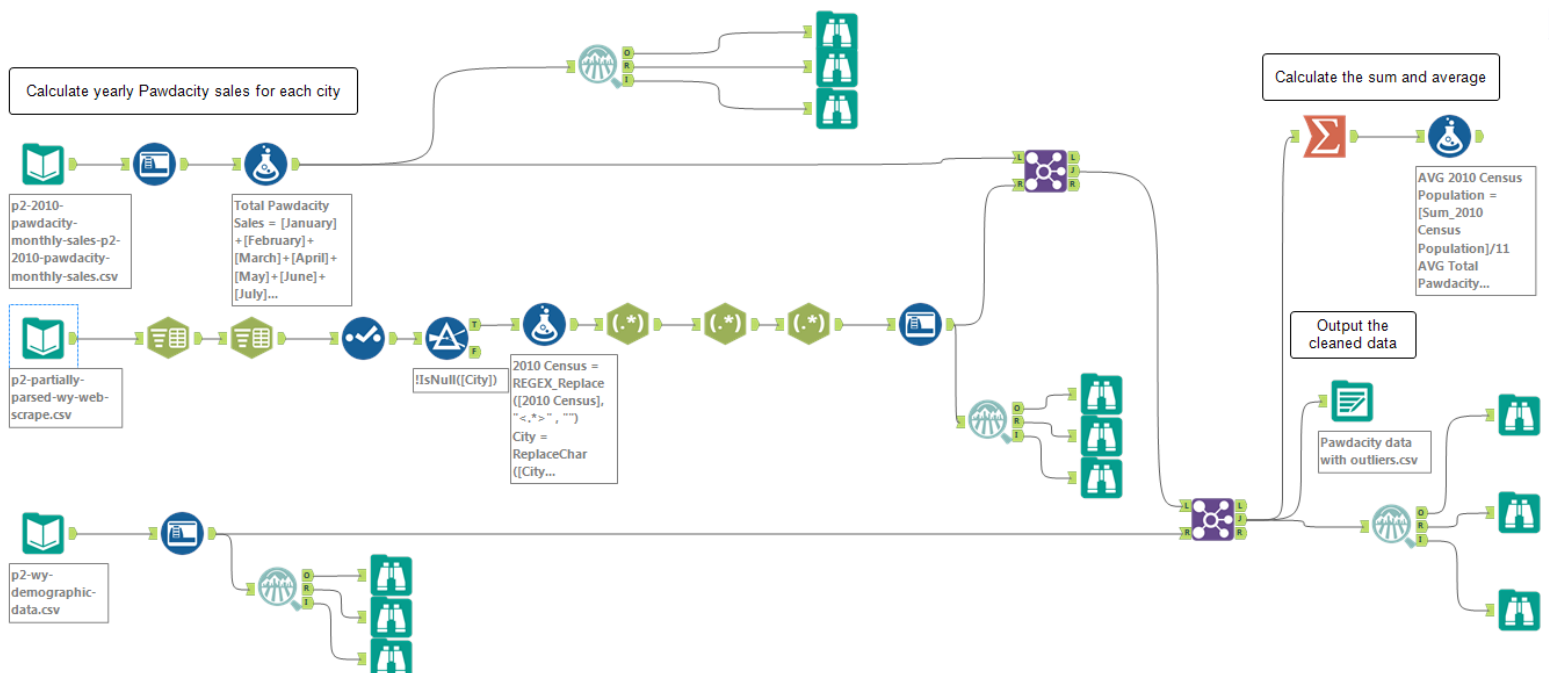 Calculate yearly Pawdacity sales for each city
O
R
I
Calculate the sum and average
p2-2010-
pawdacity-
monthly-sales-p2-
2010-pawdacity-
monthly-sales.csv
Total Pawdacity
Sales = [January]
+[February]+
[March]+[April]+
[May]+[June]+
[July]...
L
R
L
J
R
Σ
AVG 2010 Census
Population =
[Sum_2010
Census
Population]/11
AVG Total
Pawdacity...
p2-partially-
parsed-wy-web-
scrape.csv
T
F
!IsNull([City])
2010 Census =
REGEX_Replace
([2010 Census],
"<.*>", "")
City =
ReplaceChar
([City...
(.*)
(.*)
(.*)
O
R
I
Output the
cleaned data
Pawdacity data
with outliers.csv
p2-wy-
demographic-
data.csv
O
R
I
L
R
L
J
R
O
R
I